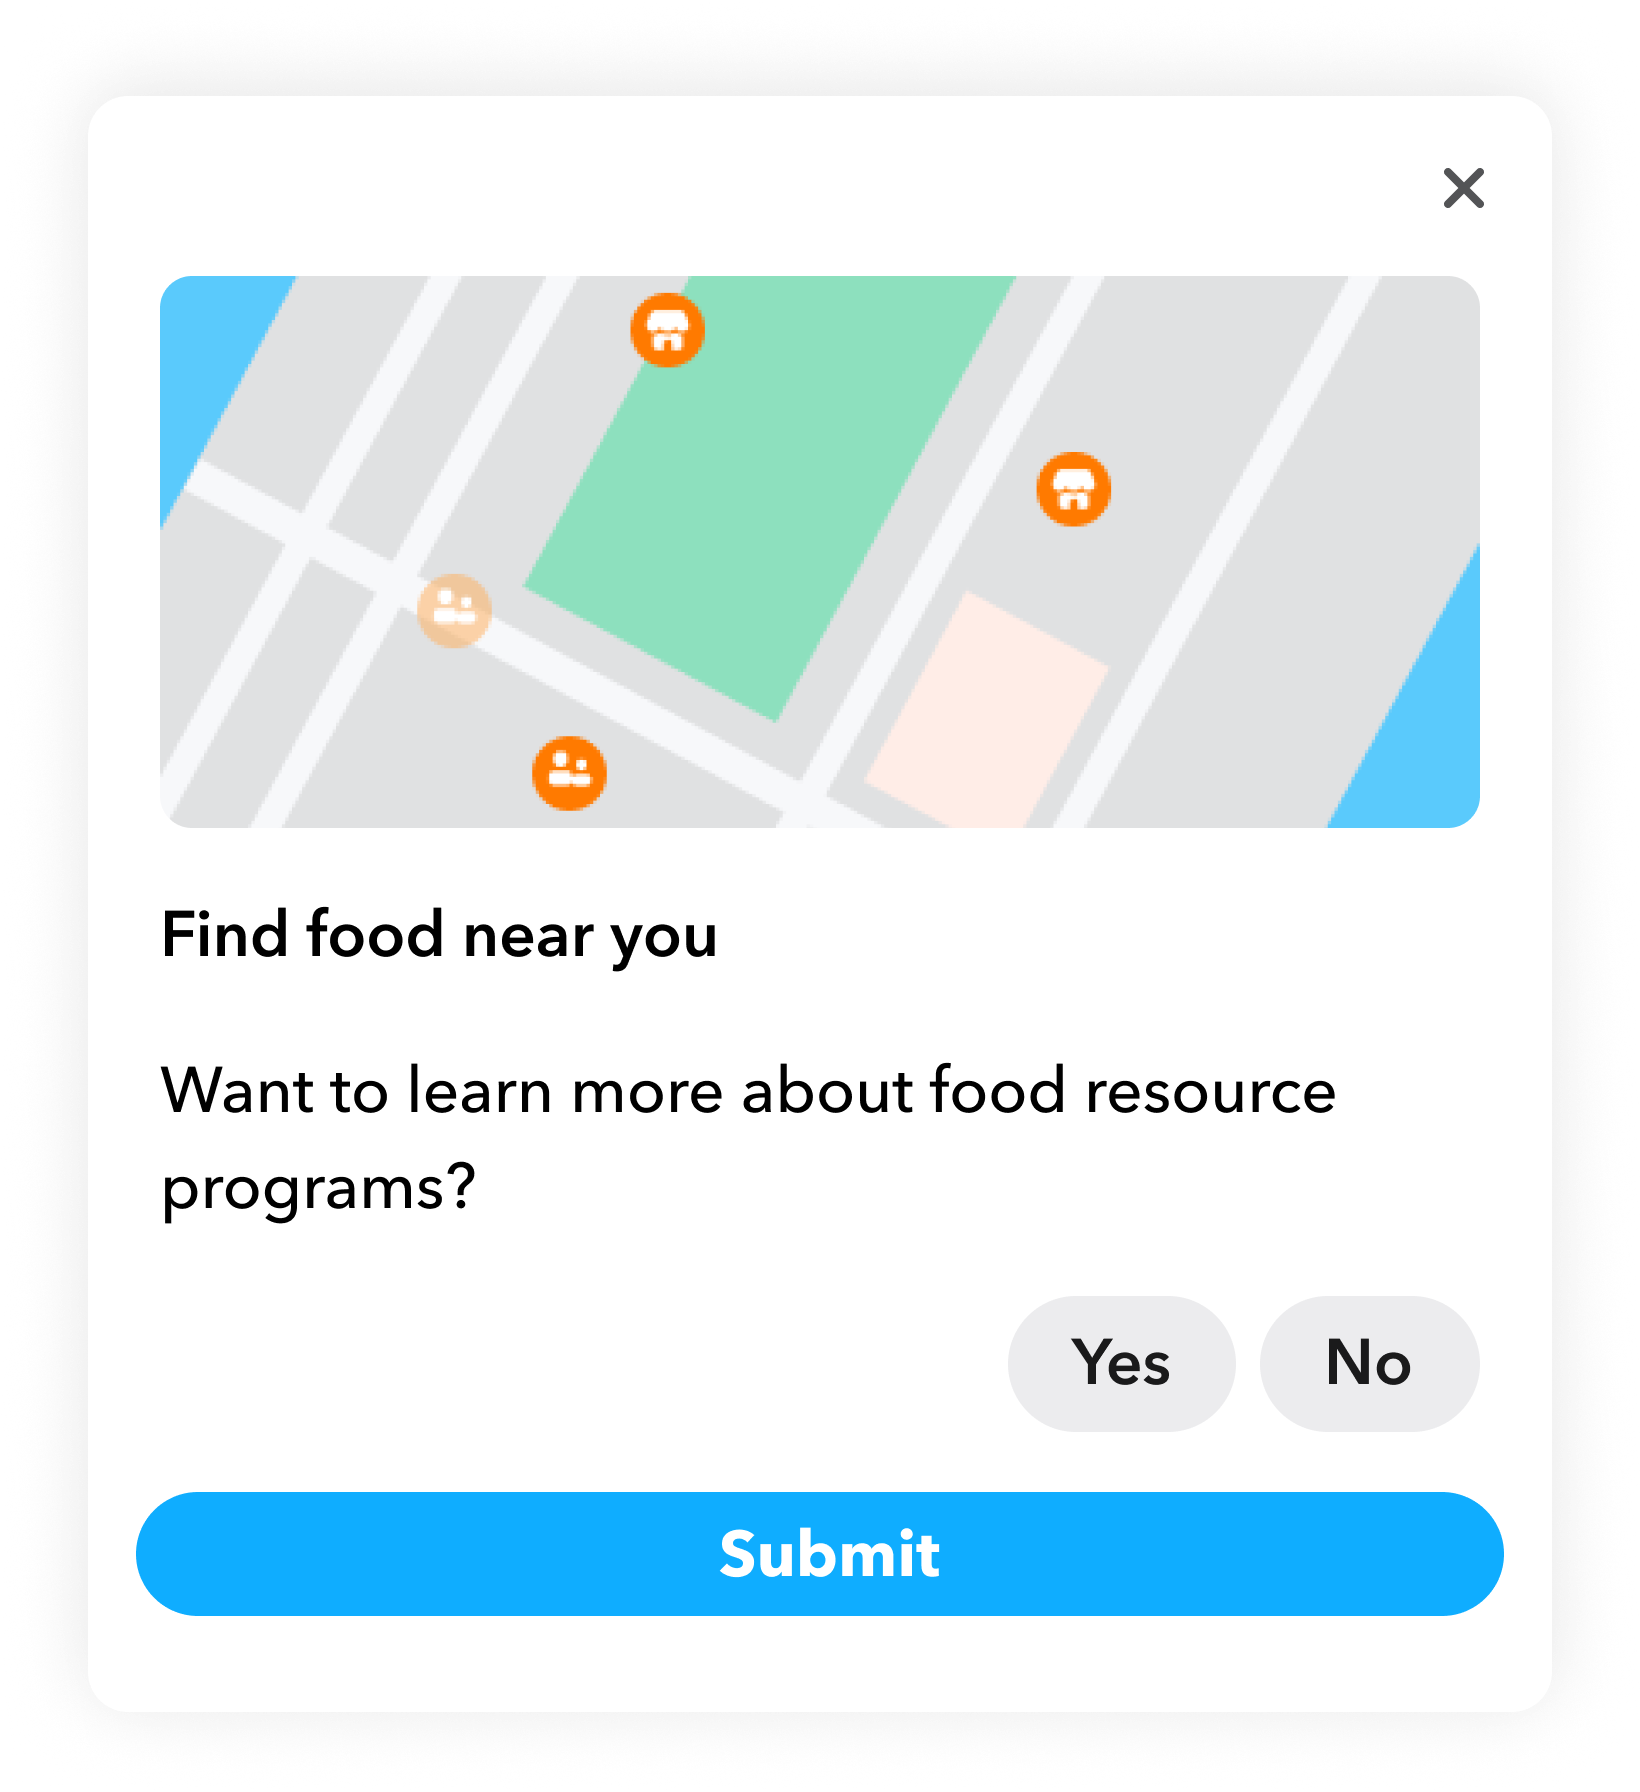 Find food near you
Want to learn more about food resource
programs?
Yes No
Submit